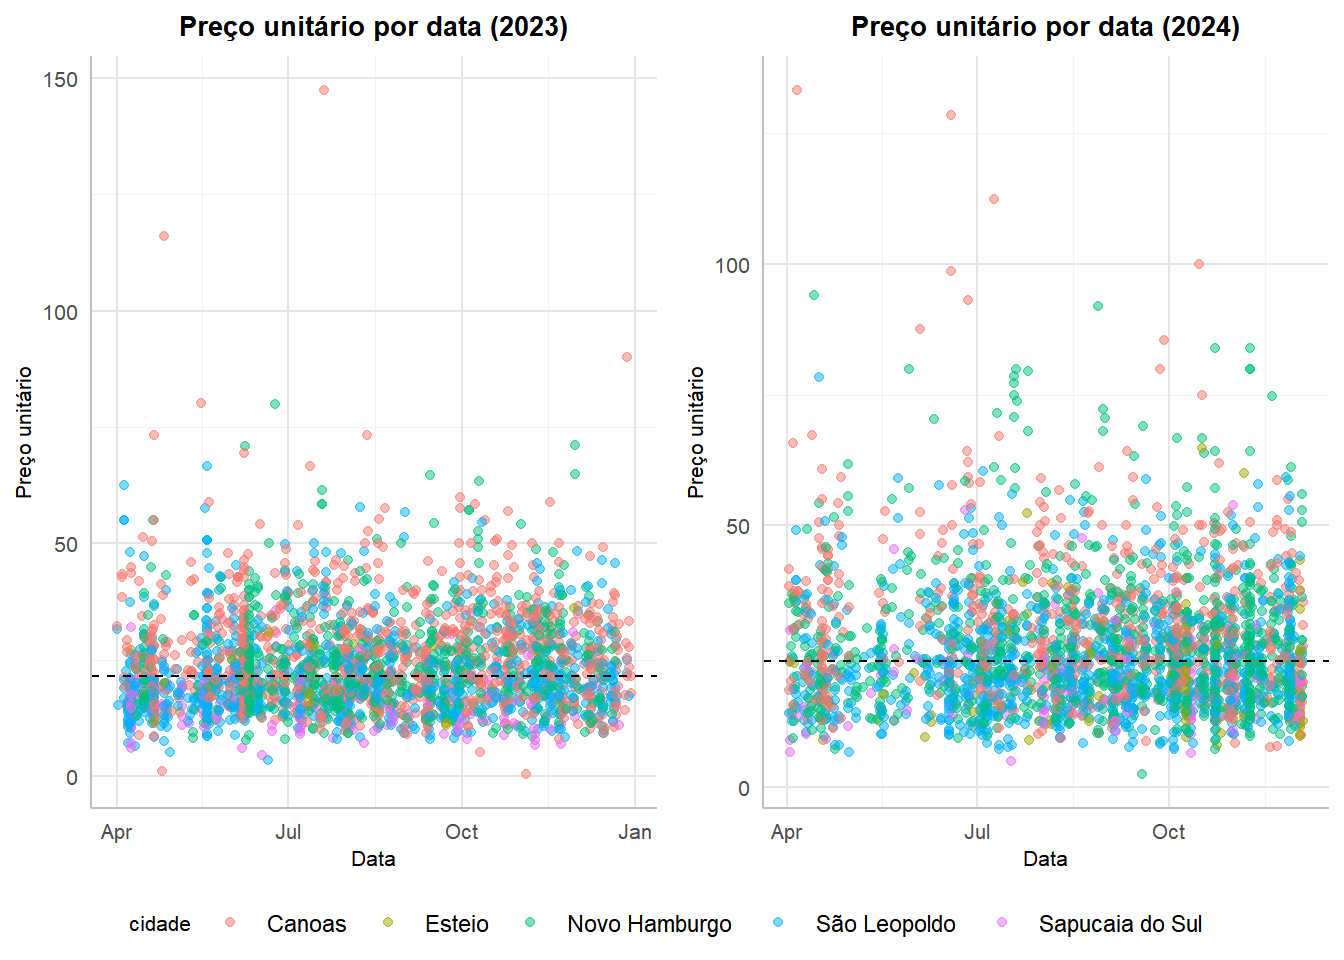 Preço unitário por data (2023)
Preço unitário
150
100
50
0
Apr Jul Oct Jan
Data
Preço unitário por data (2024)
Preço unitário
100
50
0
Apr Jul Oct
Data
cidade Canoas Esteio Novo Hamburgo São Leopoldo Sapucaia do Sul